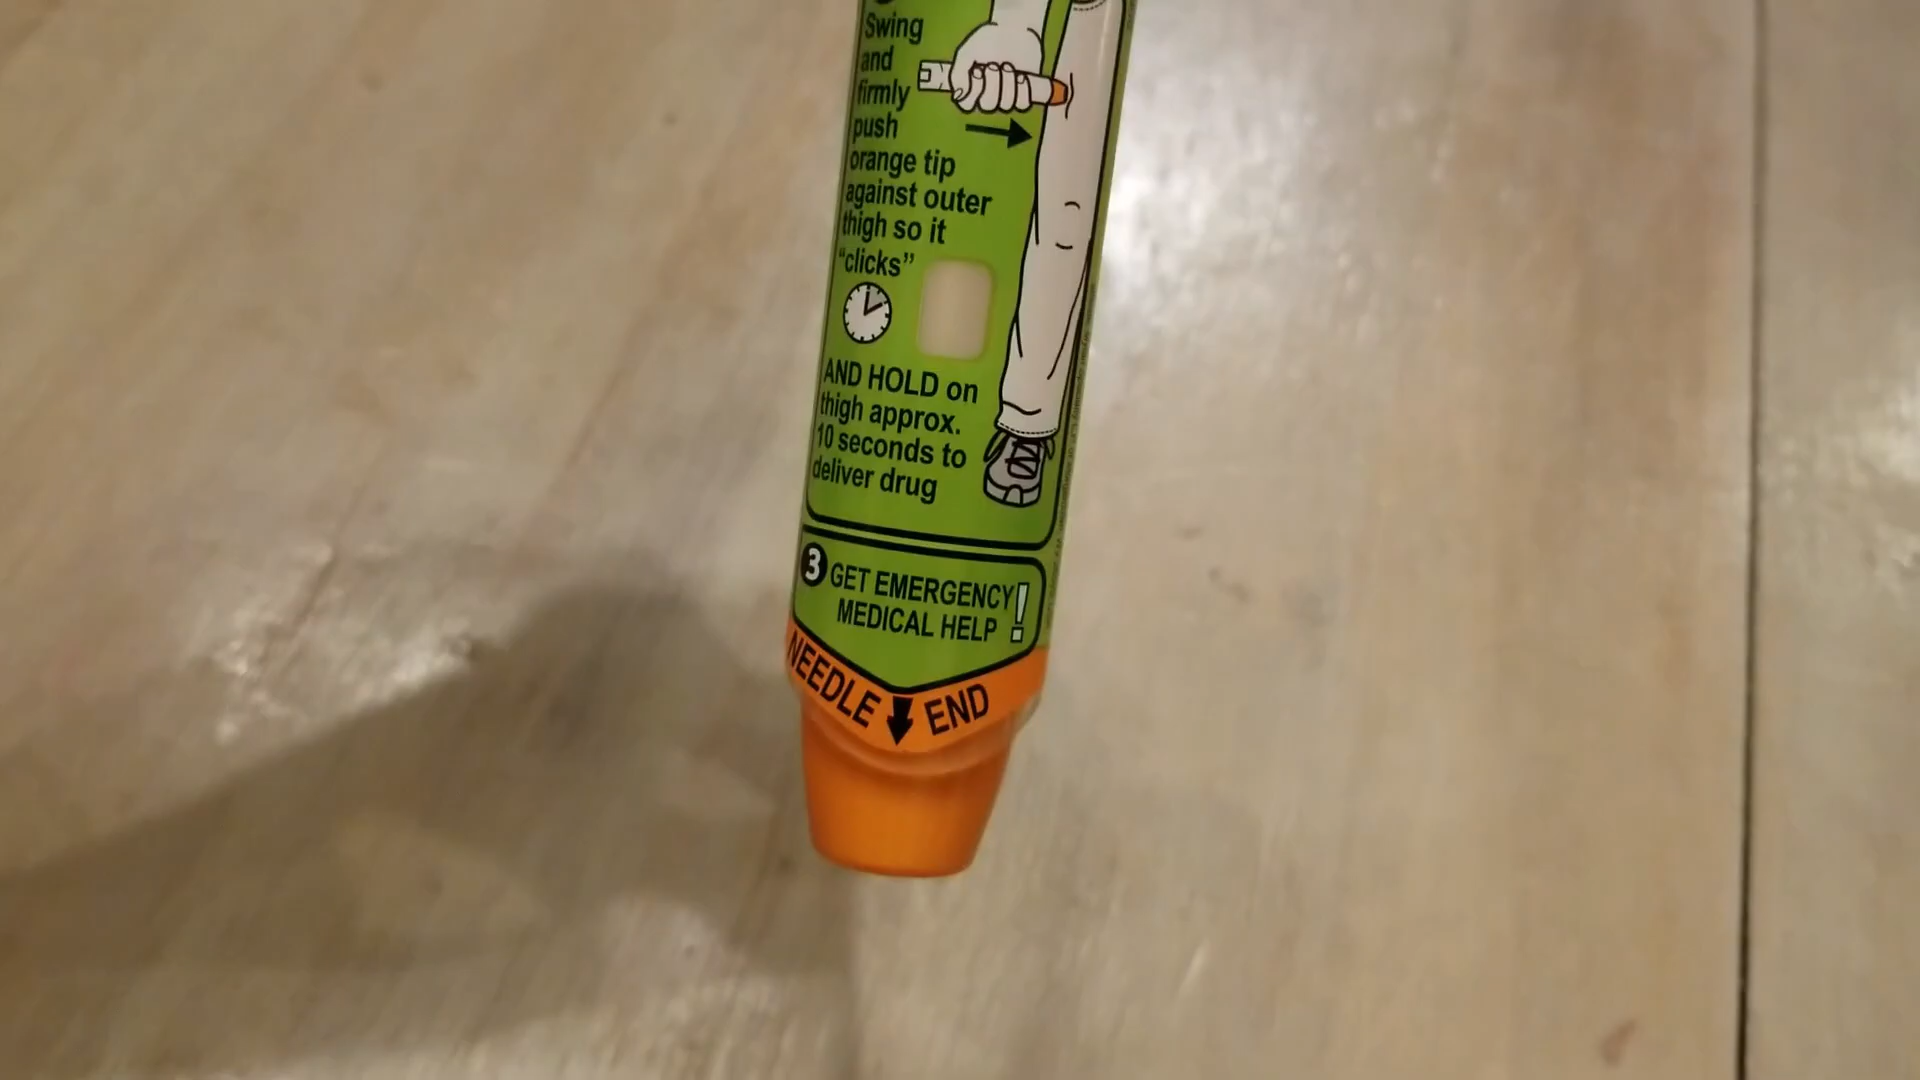 Swing
and
firmly
push
orange tip
against outer
thigh so it
“clicks”
AND HOLD on
thigh approx.
10 seconds to
deliver drug
3 GET EMERGENCY
MEDICAL HELP!
NEEDLE END